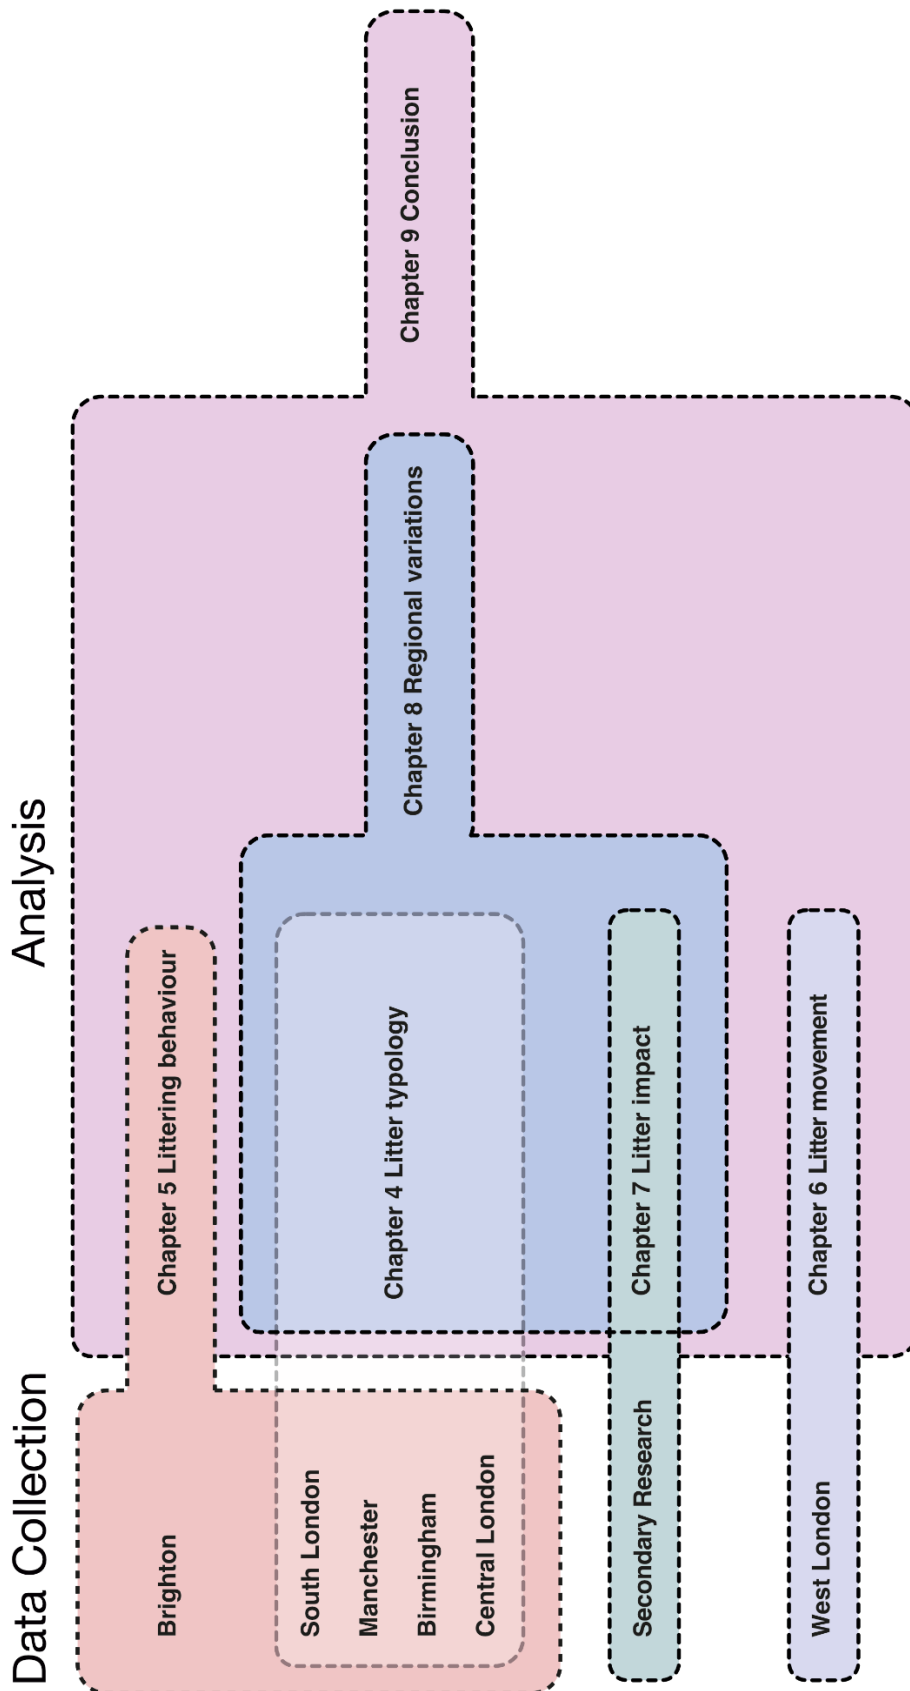 Data Collection
Analysis
Brighton
Chapter 5 Littering behaviour
South London
Manchester
Birmingham
Central London
Chapter 4 Litter typology
Chapter 8 Regional variations
Chapter 9 Conclusion
Secondary Research
Chapter 7 Litter impact
West London
Chapter 6 Litter movement